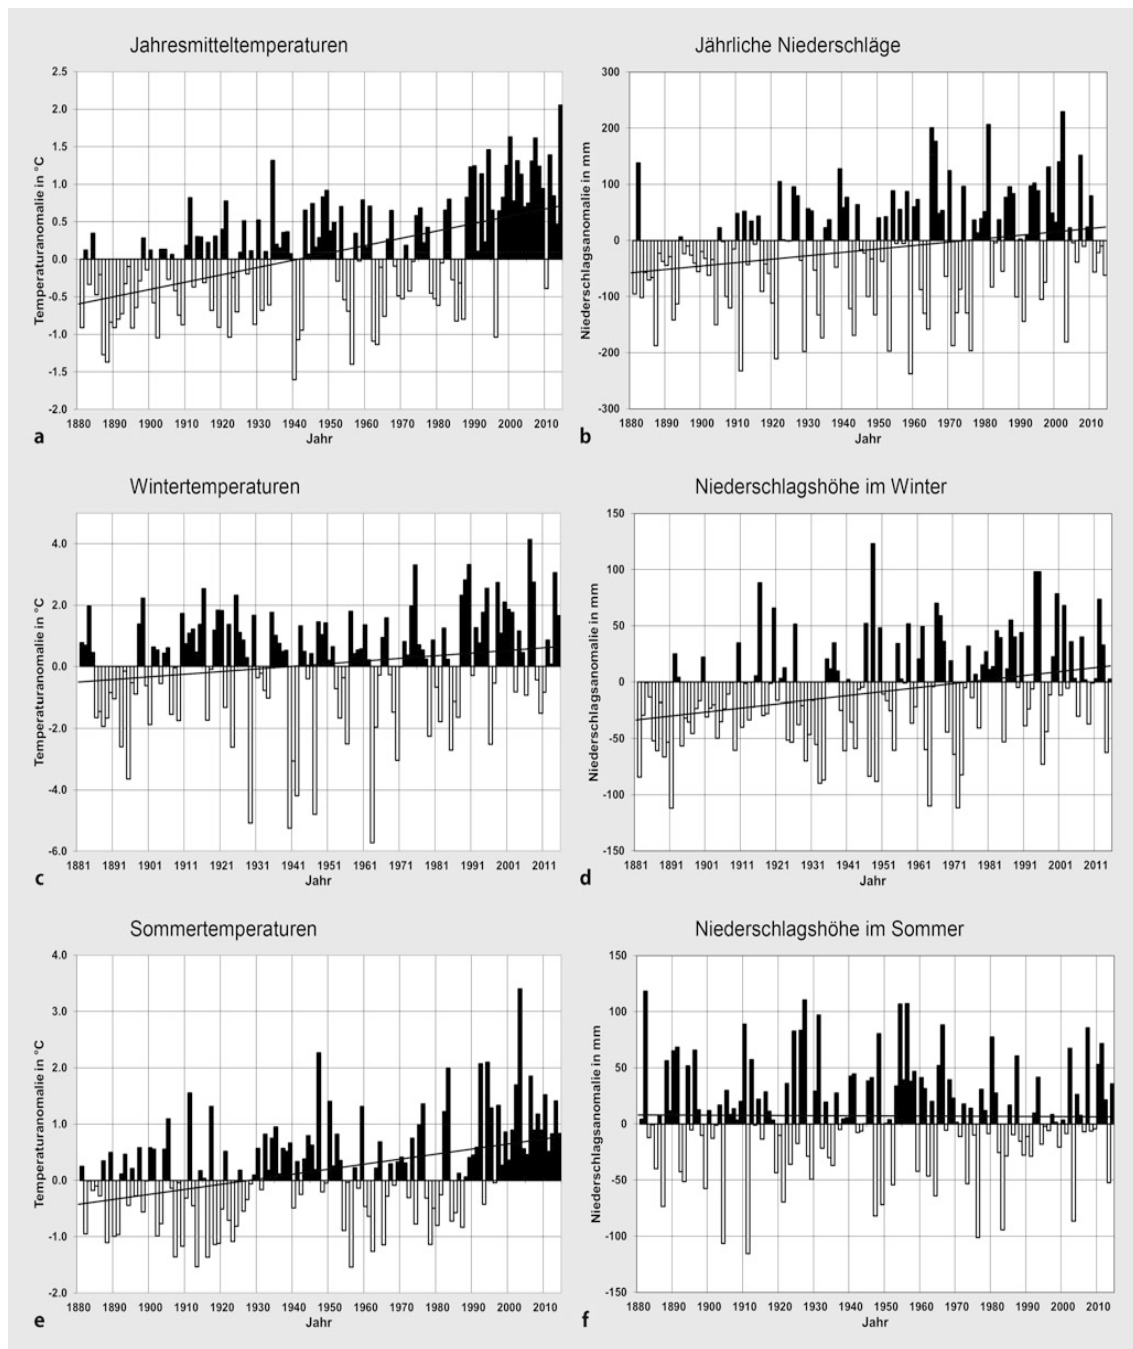 Jahresmitteltemperaturen
2.5
2.0
1.5
1.0
0.5
0.0
-0.5
-1.0
-1.5
-2.0
Temperaturanomalie in °C
1880 1890 1900 1910 1920 1930 1940 1950 1960 1970 1980 1990 2000 2010
Jahr
a
Jährliche Niederschläge
300
200
100
0
-100
-200
-300
Niederschlagsanomalie in mm
1880 1890 1900 1910 1920 1930 1940 1950 1960 1970 1980 1990 2000 2010
Jahr
b
Wintertemperaturen
4.0
2.0
0.0
-2.0
-4.0
-6.0
Temperaturanomalie in °C
1881 1891 1901 1911 1921 1931 1941 1951 1961 1971 1981 1991 2001 2011
Jahr
c
Niederschlagshöhe im Winter
150
100
50
0
-50
-100
-150
Niederschlagsanomalie in mm
1881 1891 1901 1911 1921 1931 1941 1951 1961 1971 1981 1991 2001 2011
Jahr
d
Sommertemperaturen
4.0
3.0
2.0
1.0
0.0
-1.0
-2.0
Temperaturanomalie in °C
1880 1890 1900 1910 1920 1930 1940 1950 1960 1970 1980 1990 2000 2010
Jahr
e
Niederschlagshöhe im Sommer
150
100
50
0
-50
-100
-150
Niederschlagsanomalie in mm
1880 1890 1900 1910 1920 1930 1940 1950 1960 1970 1980 1990 2000 2010
Jahr
f